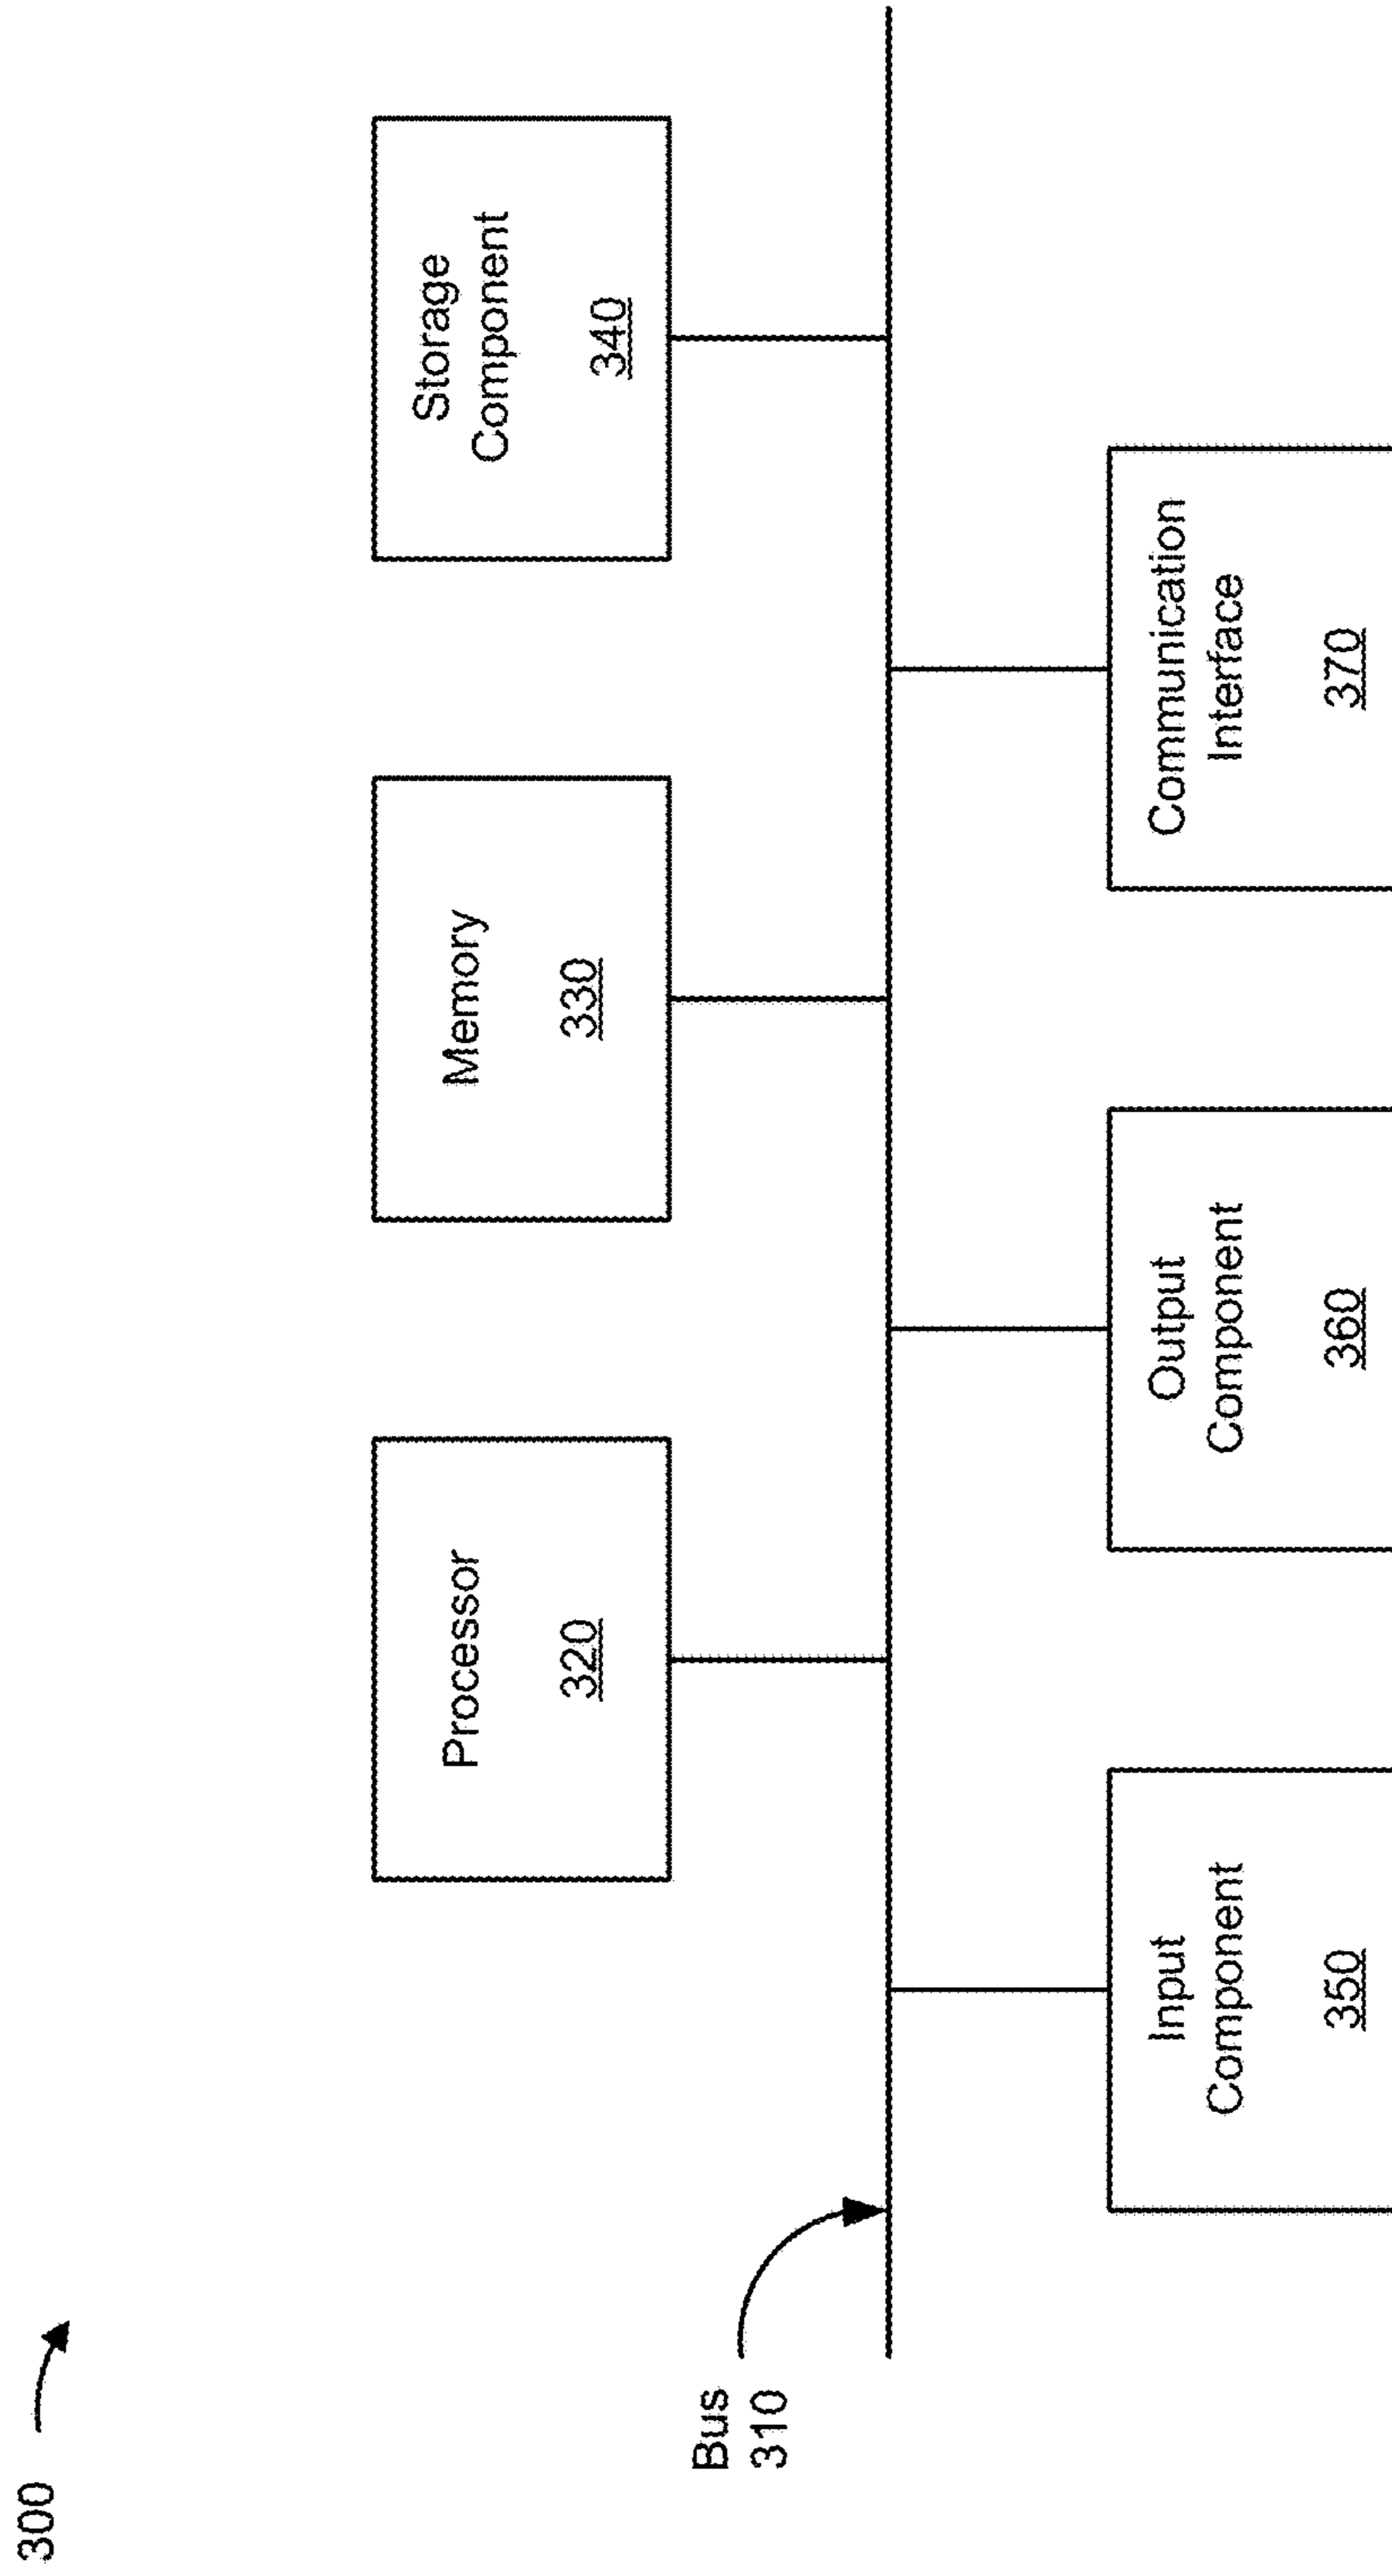 300
Processor
320
Memory
330
Storage
Component
340
Bus
310
Input
Component
350
Output
Component
360
Communication
Interface
370